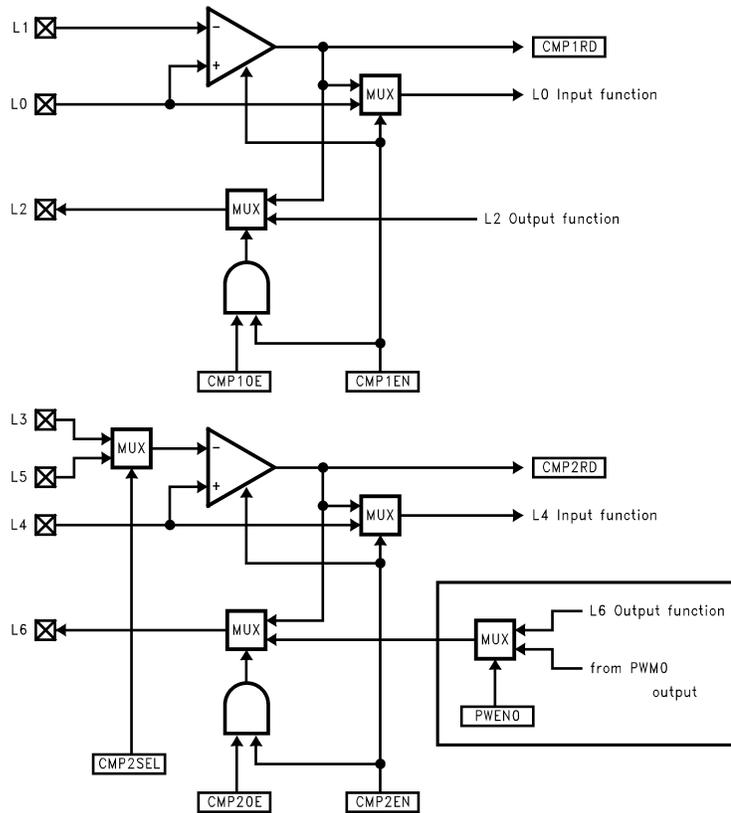 L1
−
CMP1RD
+
MUX
L0 Input function
L0
L2
MUX
L2 Output function
CMP1OE
CMP1EN
L3
MUX
−
CMP2RD
L5
+
MUX
L4 Input function
L4
L6 Output function
L6
MUX
MUX
from PWM0
output
PWEN0
CMP2SEL
CMP2OE
CMP2EN